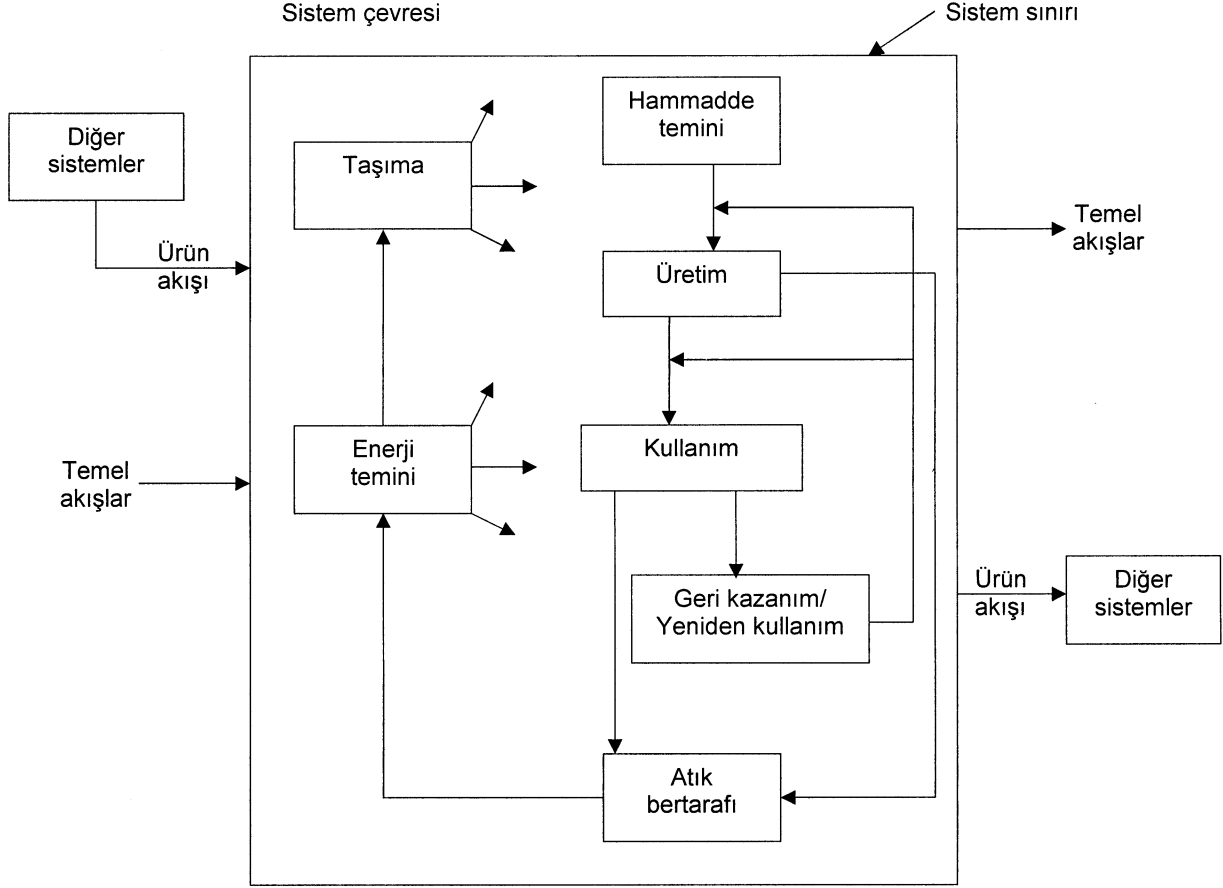 Sistem çevresi
Sistem sınırı
Diğer
sistemler
Ürün
akışı
Temel
akışlar
Taşıma
Enerji
temini
Hammadde
temini
Üretim
Kullanım
Geri kazanım/
Yeniden kullanım
Atık
bertarafı
Temel
akışlar
Ürün
akışı
Diğer
sistemler